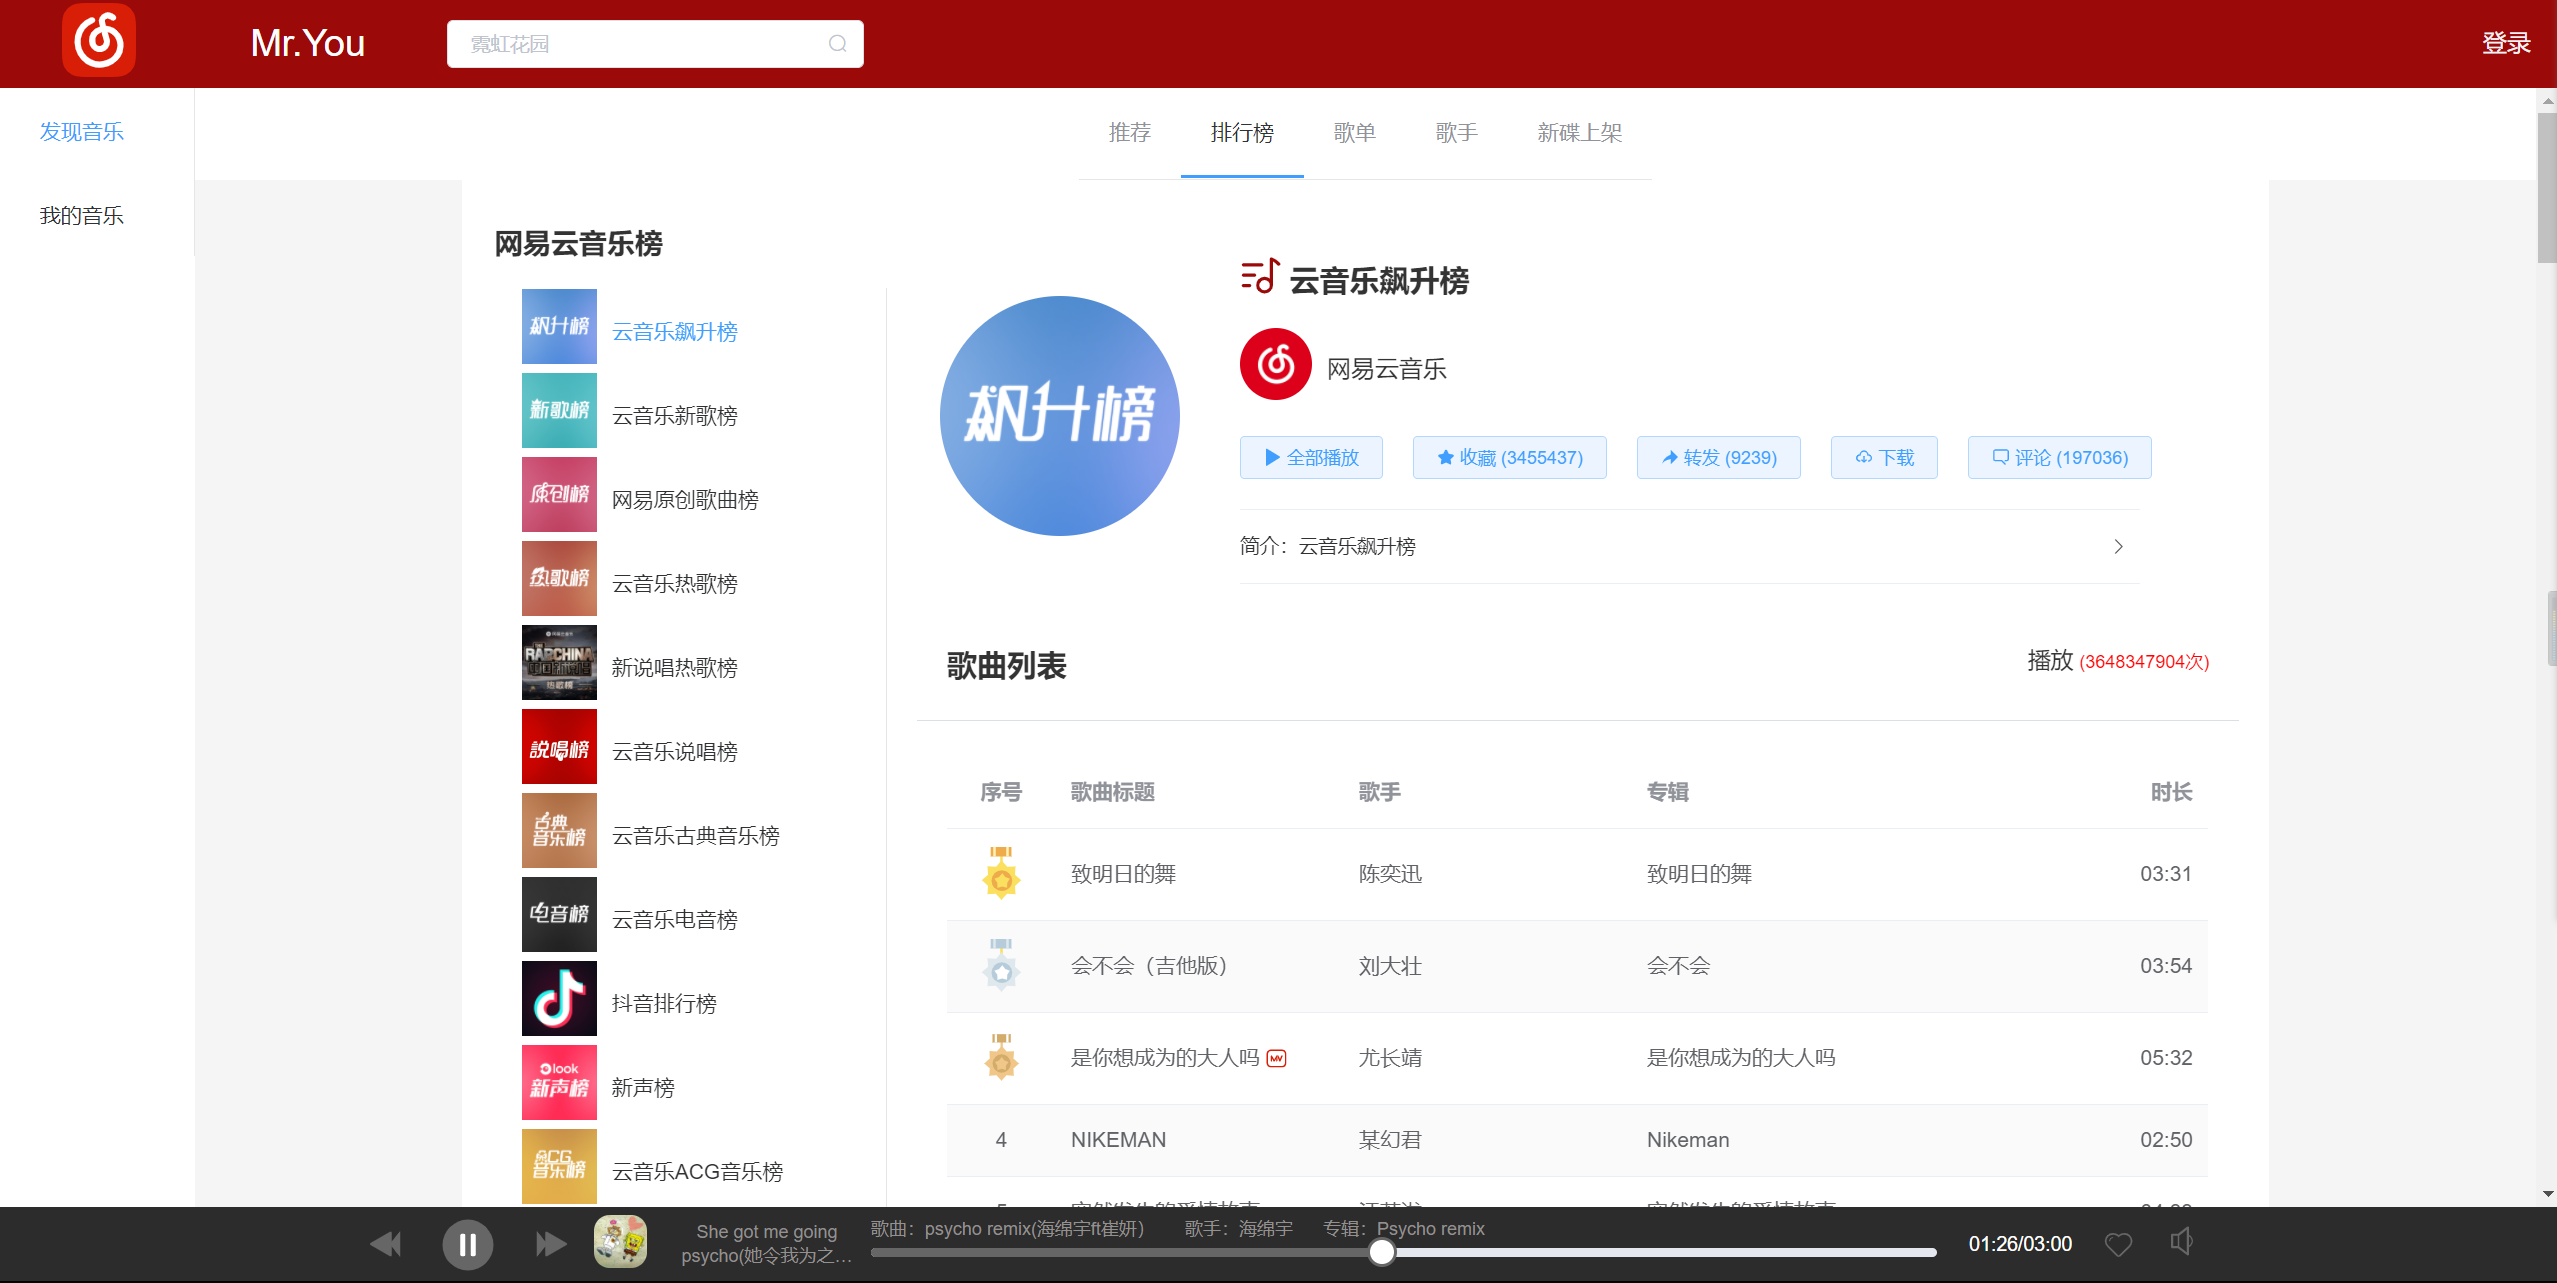 Mr.You
霓虹花园
登录
发现音乐
我的音乐
推荐 排行榜 歌单 歌手 新碟上架
网易云音乐榜
飙升榜 云音乐飙升榜
新歌榜 云音乐新歌榜
原创榜 网易原创歌曲榜
热歌榜 云音乐热歌榜
RAPCHINA
中国新说唱
热歌榜
新说唱热歌榜
説唱榜 云音乐说唱榜
古典
音乐榜
云音乐古典音乐榜
电音榜 云音乐电音榜
抖音排行榜
look
新声榜
新声榜
ACG
音乐榜
云音乐ACG音乐榜
飙升榜
云音乐飙升榜
网易云音乐
全部播放 收藏 (3455437) 转发 (9239) 下载 评论 (197036)
简介：云音乐飙升榜
歌曲列表 播放 (3648347904次)
序号 歌曲标题 歌手 专辑 时长
致明日的舞 陈奕迅 致明日的舞 03:31
会不会（吉他版） 刘大壮 会不会 03:54
是你想成为的大人吗 MV 尤长靖 是你想成为的大人吗 05:32
4 NIKEMAN 某幻君 Nikeman 02:50
She got me going
psycho(她令我为之…
歌曲：psycho remix(海绵宇ft崔妍) 歌手：海绵宇 专辑：Psycho remix
01:26/03:00